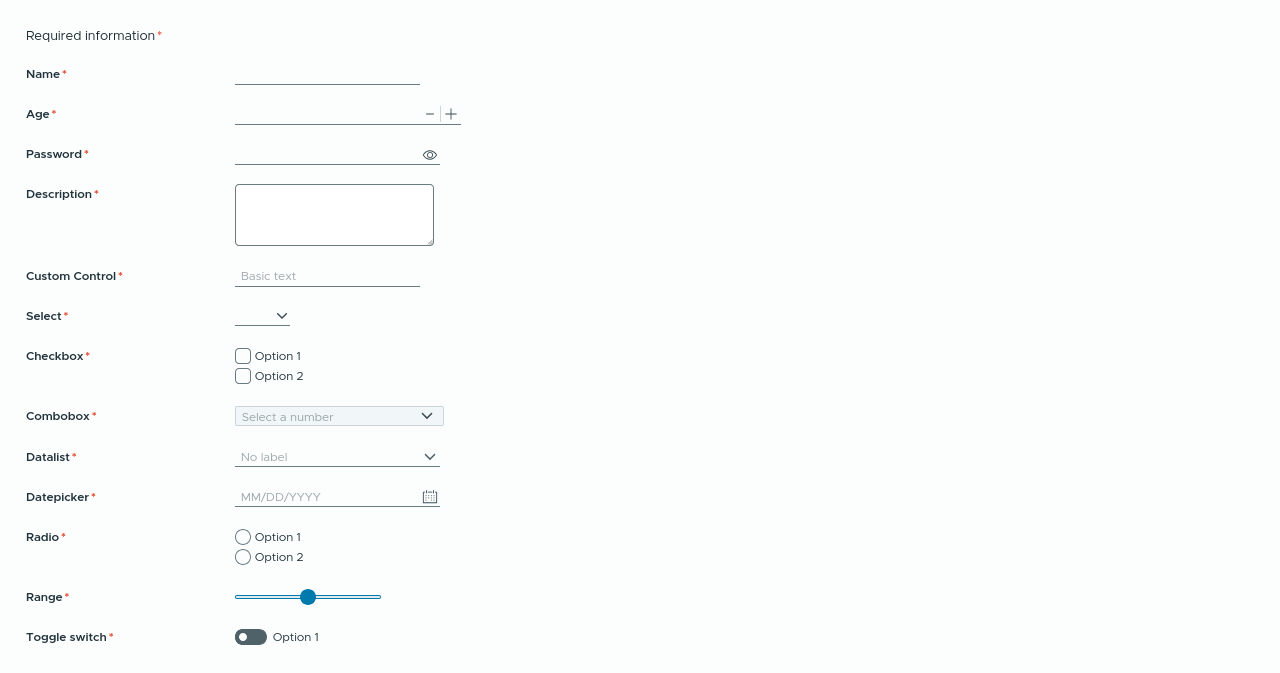 Required information*
Name*
Age*
Password*
Description*
Custom Control* Basic text
Select*
Checkbox* Option 1
Option 2
Combobox* Select a number
Datalist* No label
Datepicker* MM/DD/YYYY
Radio* Option 1
Option 2
Range*
Toggle switch* Option 1